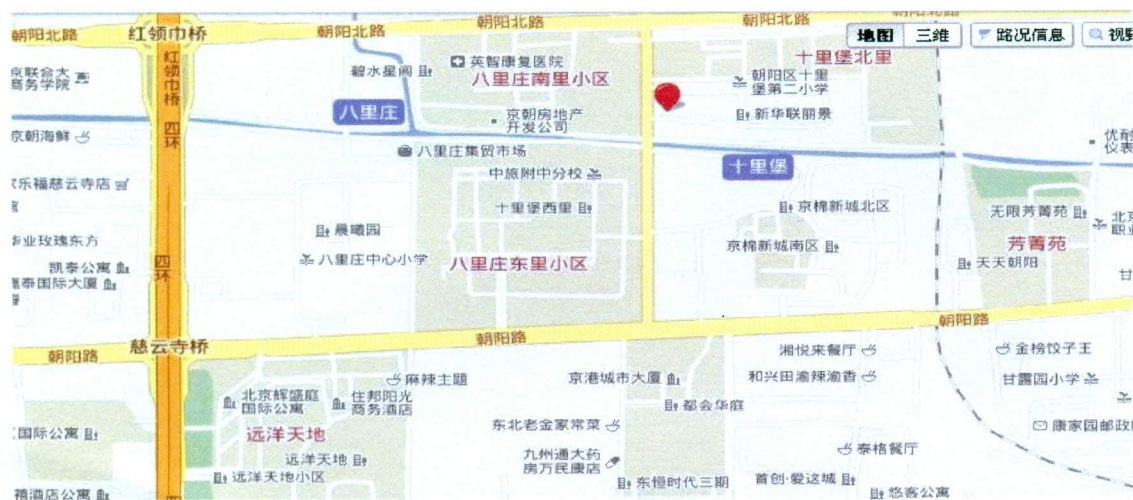 朝阳北路
朝阳北路
朝阳北路
朝阳北路
红领巾桥
红领巾桥
地图
三维
路况信息
视野
京联合大
商务学院
碧水星阁
英智康复医院
八里庄南里小区
十里堡北里
朝阳区十里
堡第二小学
新华联丽景
八里庄
四环
京朝房地产
开发公司
京朝海鲜
八里庄集贸市场
十里堡
中旅附中分校
乐福慈云寺店
十里堡西里
京棉新城北区
无限芳菁苑
晨曦园
业玫瑰东方
京棉新城南区
芳菁苑
八里庄中心小学
八里庄东里小区
凯泰公寓
四环
天天朝阳
嘉泰国际大厦
甘
朝阳路
朝阳路
朝阳路
慈云寺桥
湘悦来餐厅
金榜饺子王
麻辣主题
京港城市大厦
和兴田渝辣渝香
甘露园小学
北京辉盛庭
国际公寓
住邦阳光
商务酒店
都会华庭
国际公寓
远洋天地
东北老金家常菜
康家园邮政
远洋天地
九州通大药
房万民康店
泰格餐厅
远洋天地小区
东恒时代三期
首创·爱这城
禧酒店公寓
四
悠客公寓